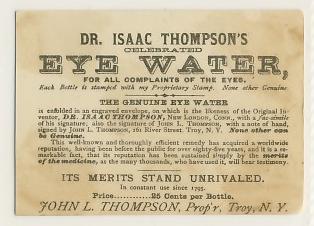 DR. ISAAC THOMPSON'S
CELEBRATED
EYE WATER,
FOR ALL COMPLAINTS OF THE EYES.
Each Bottle is stamped with my Proprietary Stamp. None other Genuine.
THE GENUINE EYE WATER
is enfolded in an engraved envelope, on which is the likeness of the Original In-
ventor, DR. ISAAC THOMPSON, New London, Conn., with a fac-simile
of his signature; also the signature of John L. Thompson, with a note of hand,
signed by John L. Thompson, 161 River Street, Troy, N. Y. None other can
be Genuine.
This well-known and thoroughly efficient remedy has acquired a worldwide
reputation, having been before the public for over eighty-five years, and it is a re-
markable fact, that its reputation has been sustained simply by the merits
of the medicine, as the many thousands, who have used it, will bear testimony.
ITS MERITS STAND UNRIVALED.
In constant use since 1795.
Price............25 Cents per Bottle.
JOHN L. THOMPSON, Prop'r, Troy, N. Y.